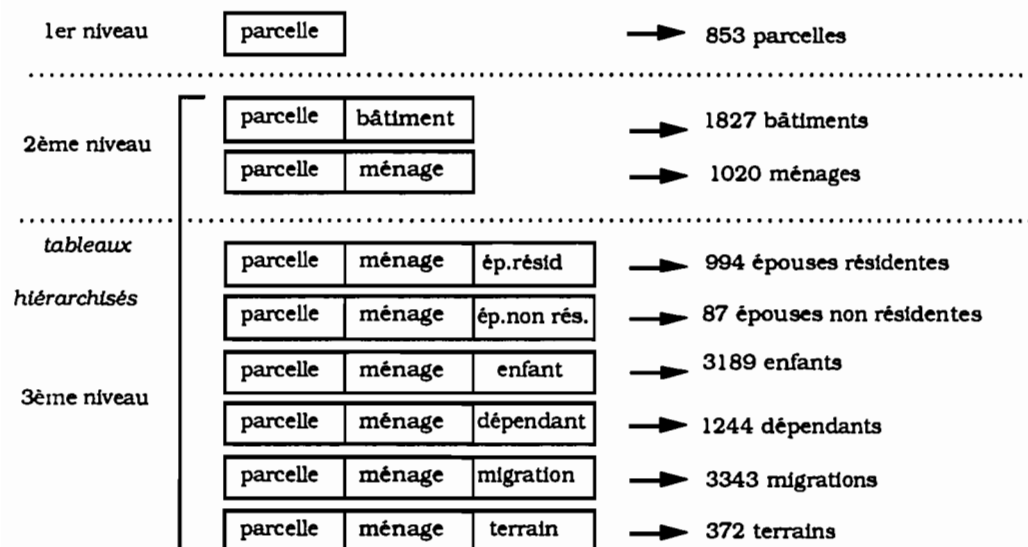 1er niveau parcelle 853 parcelles
parcelle bâtiment 1827 bâtiments
2ème niveau
parcelle ménage 1020 ménages
tableaux
parcelle ménage ép.résid 994 épouses résidentes
hiérarchisés
parcelle ménage ép.non rés. 87 épouses non résidentes
parcelle ménage enfant 3189 enfants
3ème niveau
parcelle ménage dépendant 1244 dépendants
parcelle ménage migration 3343 migrations
parcelle ménage terrain 372 terrains